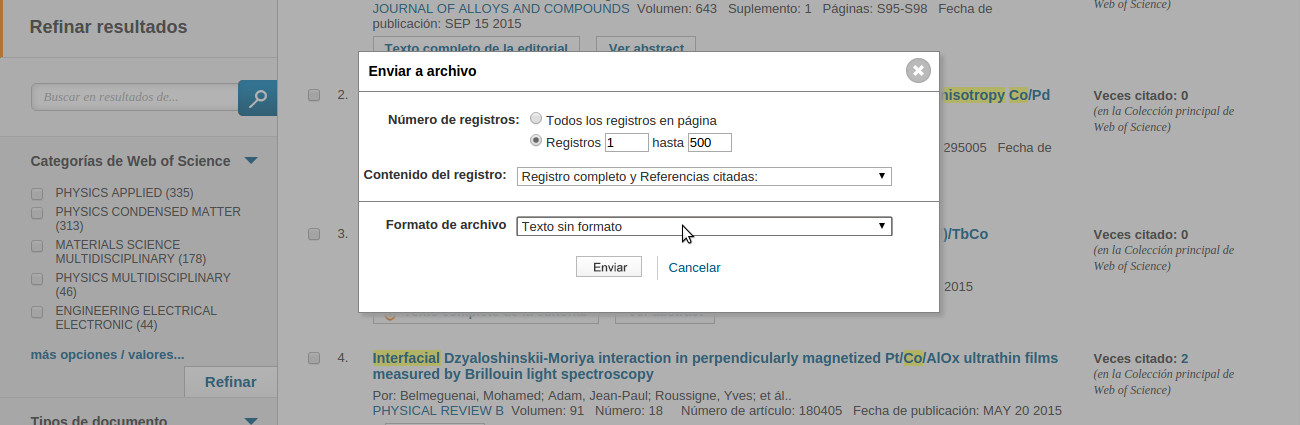 Refinar resultados
Buscar en resultados de...
Categorías de Web of Science
PHYSICS APPLIED (335)
PHYSICS CONDENSED MATTER
(313)
MATERIALS SCIENCE
MULTIDISCIPLINARY (178)
PHYSICS MULTIDISCIPLINARY
(46)
ENGINEERING ELECTRICAL
ELECTRONIC (44)
más opciones / valores...
Refinar
Tipos de documento
JOURNAL OF ALLOYS AND COMPOUNDS Volumen: 643 Suplemento: 1 Páginas: S95-S98 Fecha de
publicación: SEP 15 2015
Texto completo de la editorial
Ver abstract
Web of Science)
Enviar a archivo
Número de registros:
Todos los registros en página
Registros 1 hasta 500
Contenido del registro:
Registro completo y Referencias citadas:
Formato de archivo
Texto sin formato
Enviar
Cancelar
2.
Co/Pd
295005 Fecha de
Veces citado: 0
(en la Colección principal de
Web of Science)
3.
)/TbCo
2015
Veces citado: 0
(en la Colección principal de
Web of Science)
4.
Interfacial Dzyaloshinskii-Moriya interaction in perpendicularly magnetized Pt/Co/AlOx ultrathin films
measured by Brillouin light spectroscopy
Por: Belmeguenai, Mohamed; Adam, Jean-Paul; Roussigne, Yves; et ál..
PHYSICAL REVIEW B Volumen: 91 Número: 18 Número de artículo: 180405 Fecha de publicación: MAY 20 2015
Veces citado: 2
(en la Colección principal de
Web of Science)